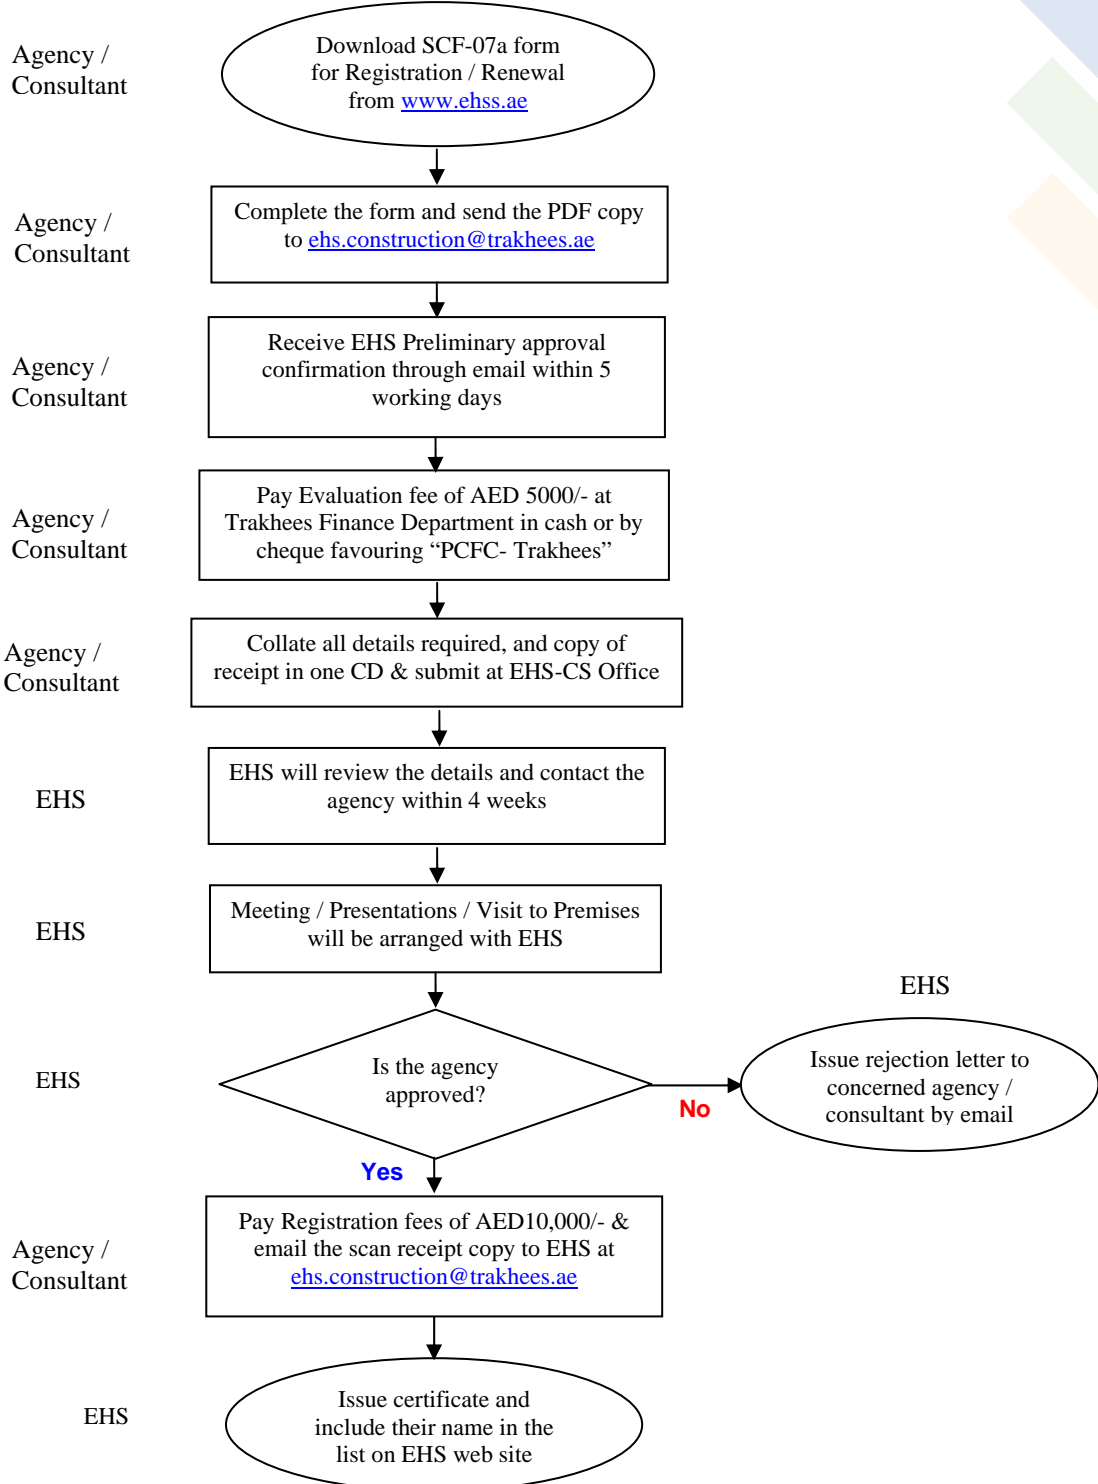 Agency /
Consultant
Download SCF-07a form
for Registration / Renewal
from www.ehss.ae
Agency /
Consultant
Complete the form and send the PDF copy
to ehs.construction@trakhees.ae
Agency /
Consultant
Receive EHS Preliminary approval
confirmation through email within 5
working days
Agency /
Consultant
Pay Evaluation fee of AED 5000/- at
Trakhees Finance Department in cash or by
cheque favouring “PCFC- Trakhees”
Agency /
Consultant
Collate all details required, and copy of
receipt in one CD & submit at EHS-CS Office
EHS
EHS will review the details and contact the
agency within 4 weeks
EHS
Meeting / Presentations / Visit to Premises
will be arranged with EHS
EHS
Is the agency
approved?
No
EHS
Issue rejection letter to
concerned agency /
consultant by email
Yes
Agency /
Consultant
Pay Registration fees of AED10,000/- &
email the scan receipt copy to EHS at
ehs.construction@trakhees.ae
EHS
Issue certificate and
include their name in the
list on EHS web site